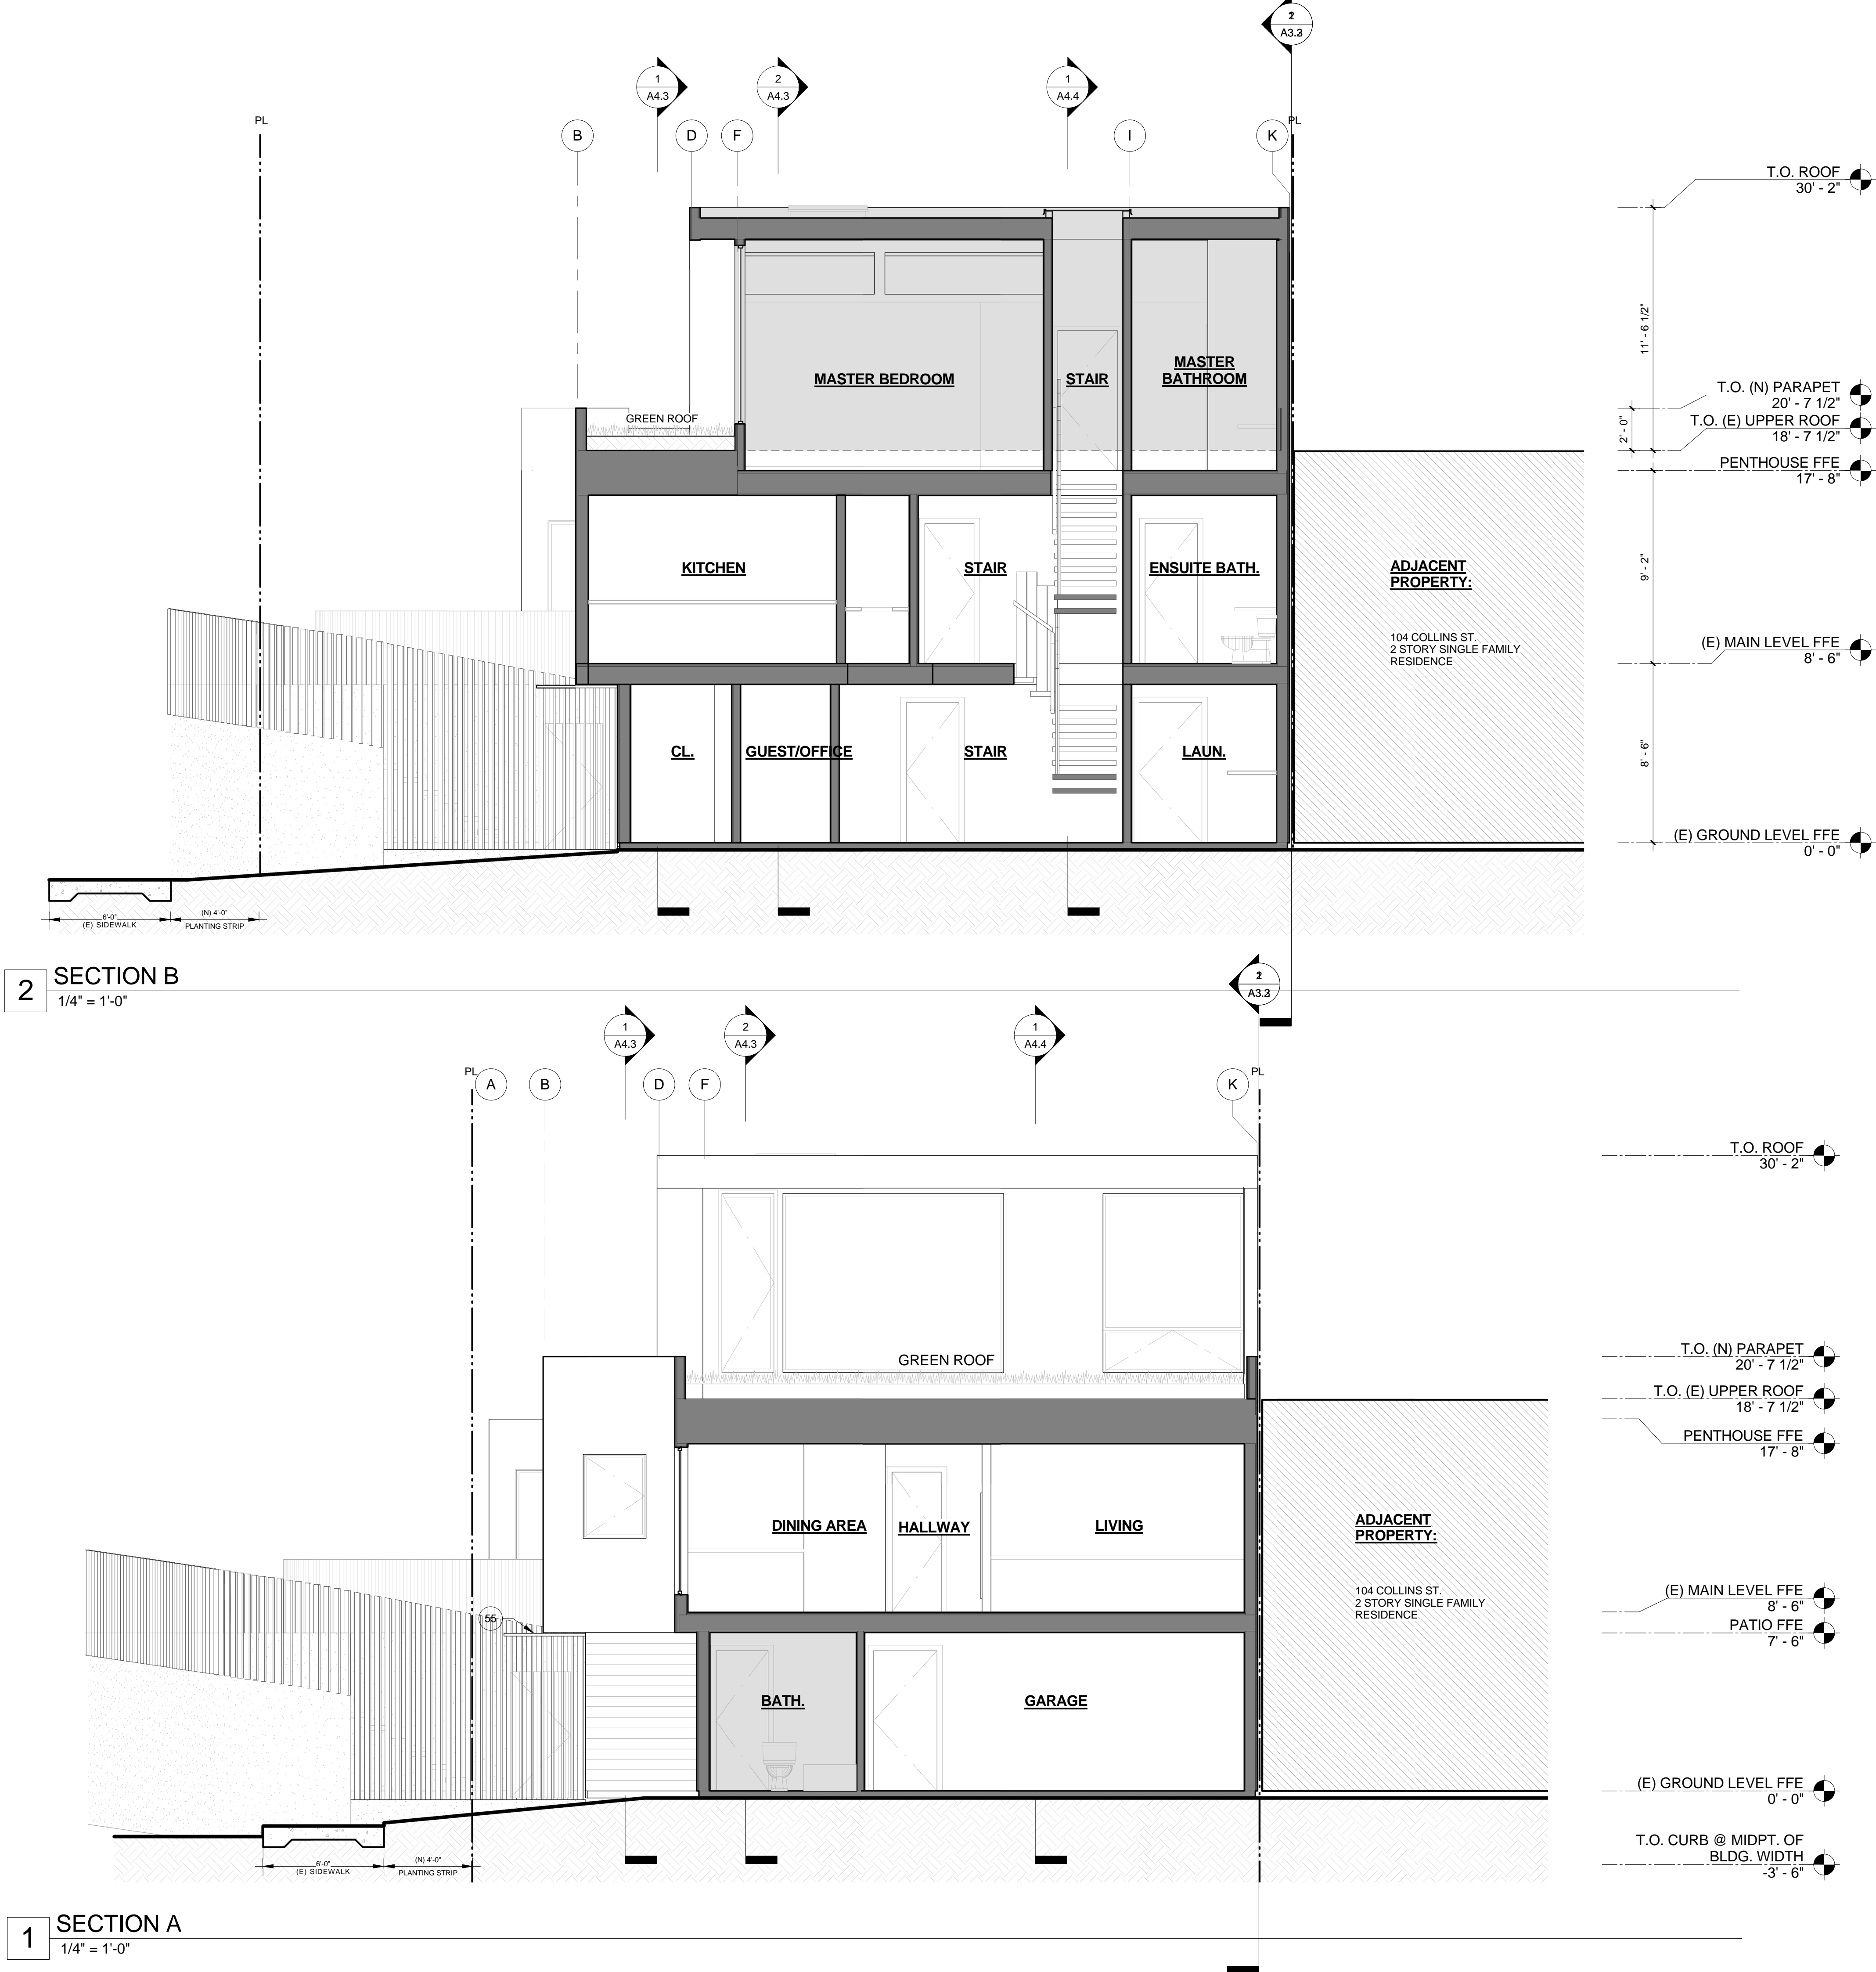 2
A3.
1
A4.3
2
A4.3
1
A4.4
PL
B
D
F
I
K
PL
T.O. ROOF
30' - 2"
11' - 6 1/2"
MASTER BEDROOM
STAIR
MASTER
BATHROOM
T.O. (N) PARAPET
20' - 7 1/2"
GREEN ROOF
2' - 0"
T.O. (E) UPPER ROOF
18' - 7 1/2"
PENTHOUSE FFE
17' - 8"
KITCHEN
STAIR
ENSUITE BATH.
ADJACENT
PROPERTY:
9' - 2"
104 COLLINS ST.
2 STORY SINGLE FAMILY
RESIDENCE
(E) MAIN LEVEL FFE
8' - 6"
CL.
GUEST/OFFICE
STAIR
LAUN.
8' - 6"
(E) GROUND LEVEL FFE
0' - 0"
6'-0"
(E) SIDEWALK
(N) 4'-0"
PLANTING STRIP
2
SECTION B
1/4" = 1'-0"
2
A3.
1
A4.3
2
A4.3
1
A4.4
PL
A
B
D
F
K
PL
T.O. ROOF
30' - 2"
GREEN ROOF
T.O. (N) PARAPET
20' - 7 1/2"
T.O. (E) UPPER ROOF
18' - 7 1/2"
PENTHOUSE FFE
17' - 8"
DINING AREA
HALLWAY
LIVING
ADJACENT
PROPERTY:
104 COLLINS ST.
2 STORY SINGLE FAMILY
RESIDENCE
(E) MAIN LEVEL FFE
8' - 6"
55
PATIO FFE
7' - 6"
BATH.
GARAGE
(E) GROUND LEVEL FFE
0' - 0"
T.O. CURB @ MIDPT. OF
BLDG. WIDTH
-3' - 6"
6'-0"
(E) SIDEWALK
(N) 4'-0"
PLANTING STRIP
1
SECTION A
1/4" = 1'-0"